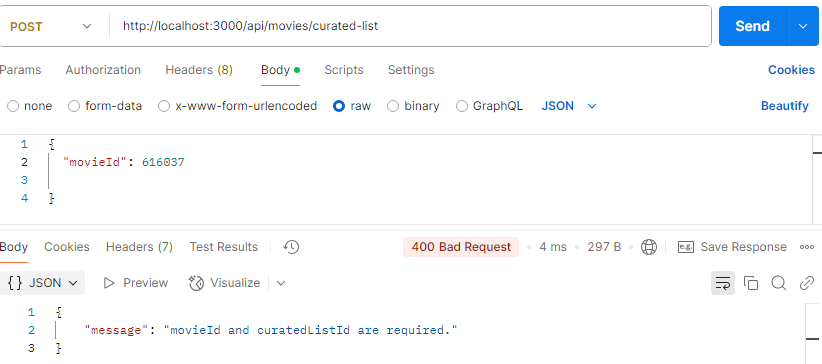 POST http://localhost:3000/api/movies/curated-list Send
Params Authorization Headers (8) Body Scripts Settings Cookies
none form-data x-www-form-urlencoded raw binary GraphQL JSON Beautify
1 {
2 "movieId": 616037
3
4 }
Body Cookies Headers (7) Test Results 400 Bad Request 4 ms 297 B e.g. Save Response
{} JSON Preview Visualize
1 {
2 "message": "movieId and curatedListId are required."
3 }